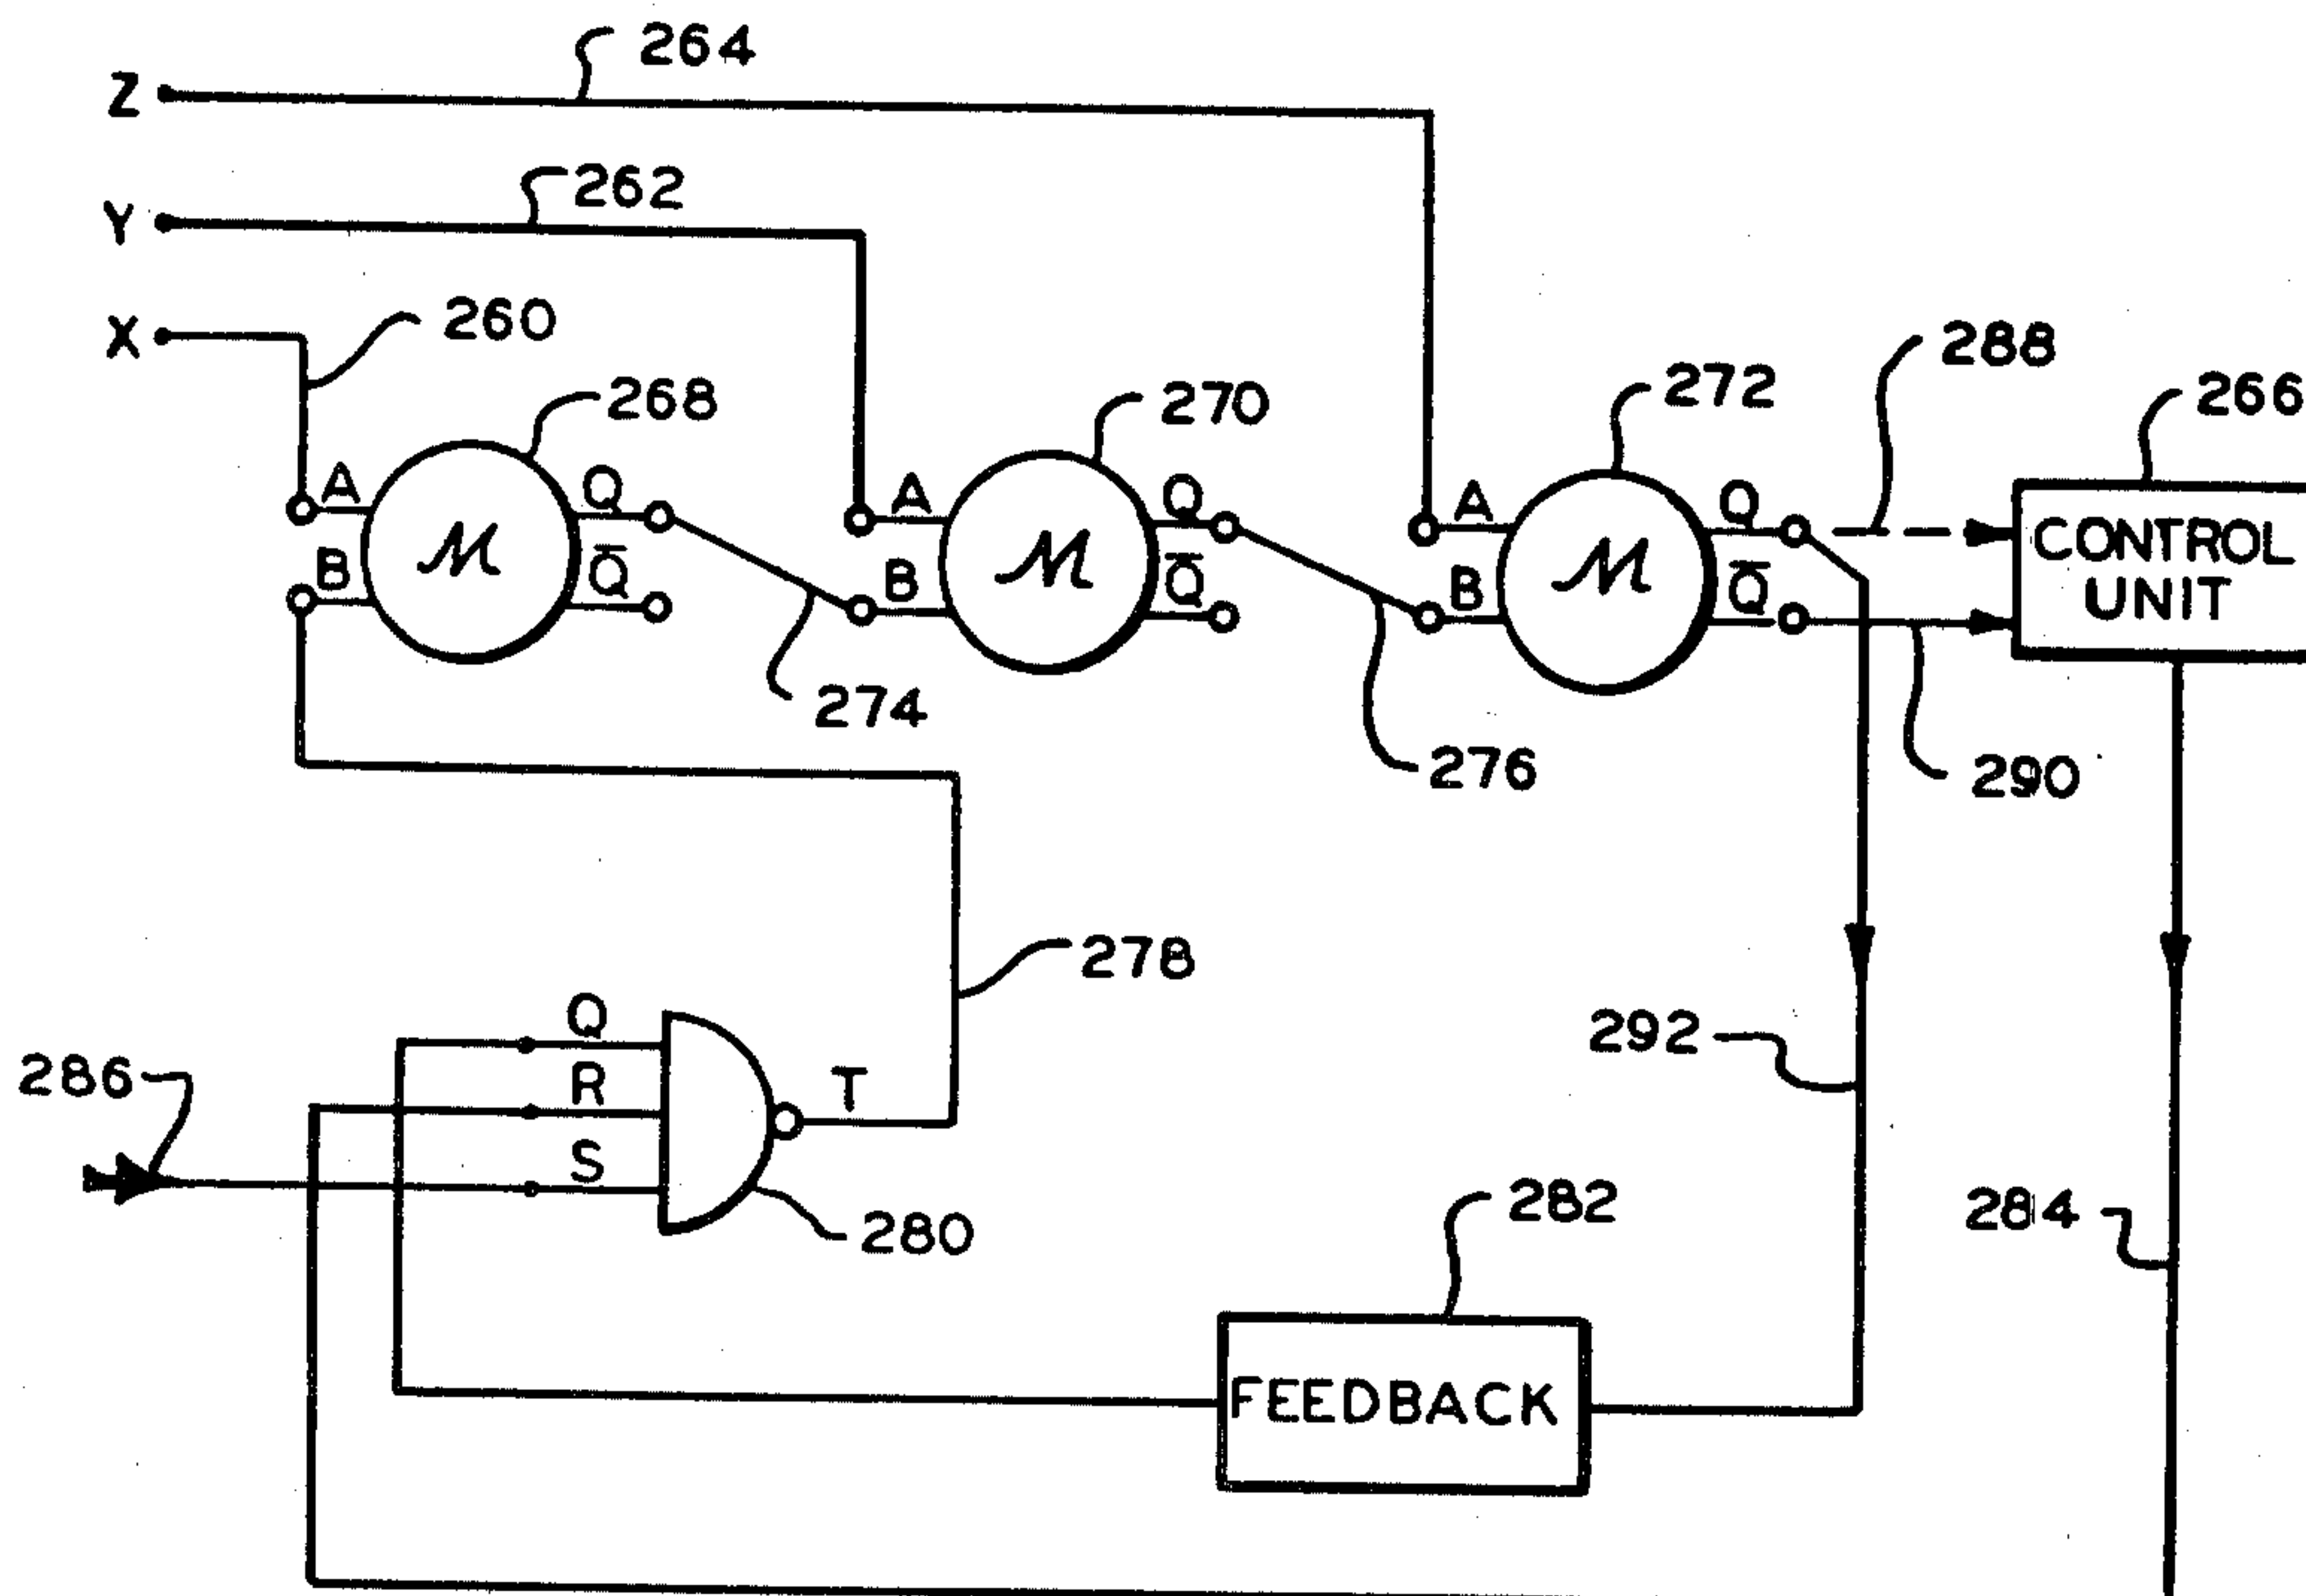 264
Z
262
Y
260
X
268
270
272
288
266
A
Q
A
Q
A
Q
B
M
Q̄
B
M
Q̄
B
M
Q̄
CONTROL
UNIT
274
276
290
278
286
Q
R
S
T
280
292
282
284
FEEDBACK